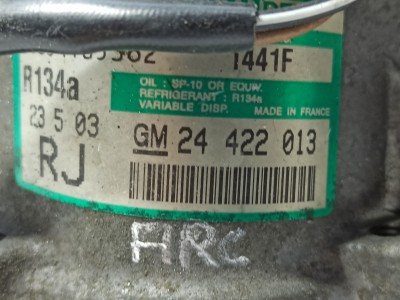 1441F
R134a
OIL : SP-10 OR EQUIV.
REFRIGERANT : R134a
VARIABLE DISP. MADE IN FRANCE
23 5 03
GM 24 422 013
RJ
ARC